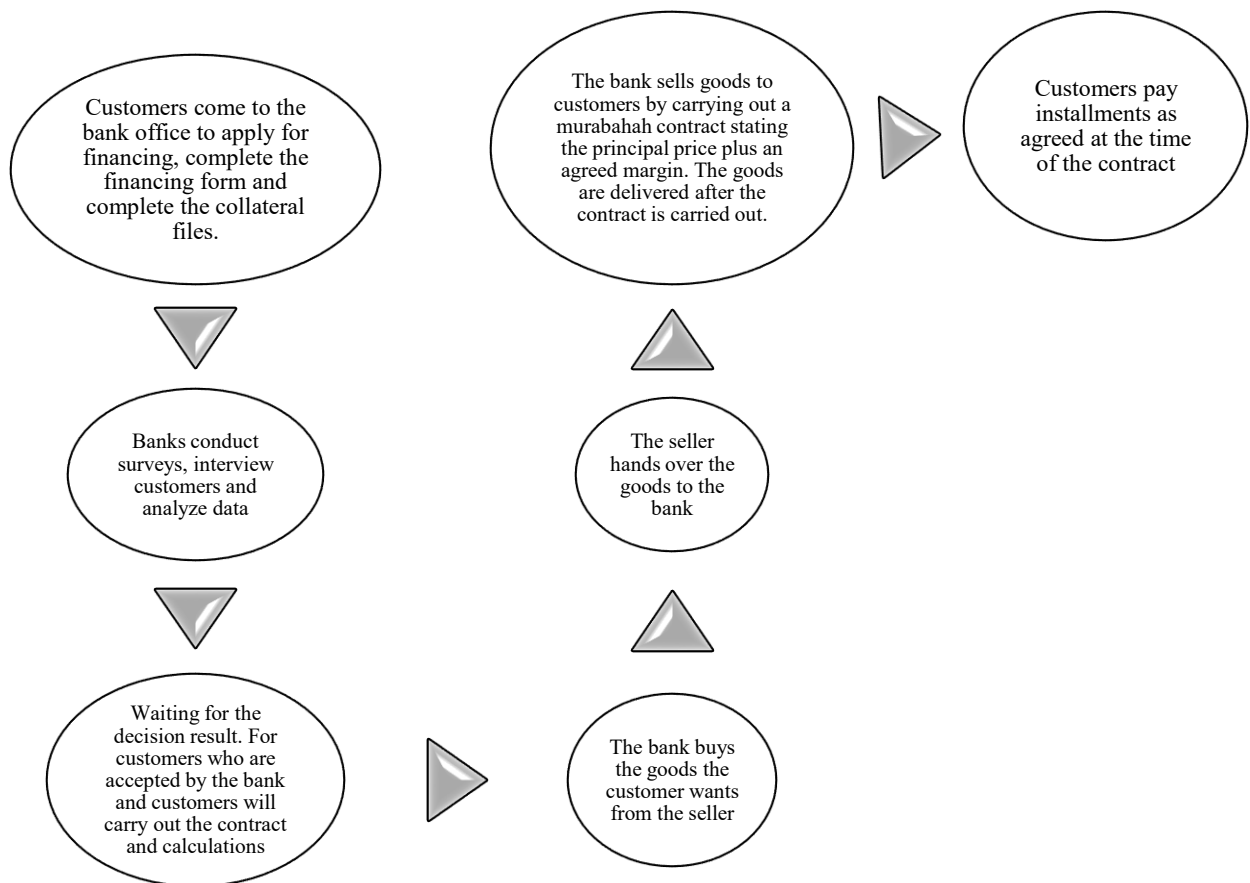 Customers come to the
bank office to apply for
financing, complete the
financing form and
complete the collateral
files.
Banks conduct
surveys, interview
customers and
analyze data
Waiting for the
decision result. For
customers who are
accepted by the bank
and customers will
carry out the contract
and calculations
The bank buys
the goods the
customer wants
from the seller
The seller
hands over the
goods to the
bank
The bank sells goods to
customers by carrying out a
murabahah contract stating
the principal price plus an
agreed margin. The goods
are delivered after the
contract is carried out.
Customers pay
installments as
agreed at the time
of the contract